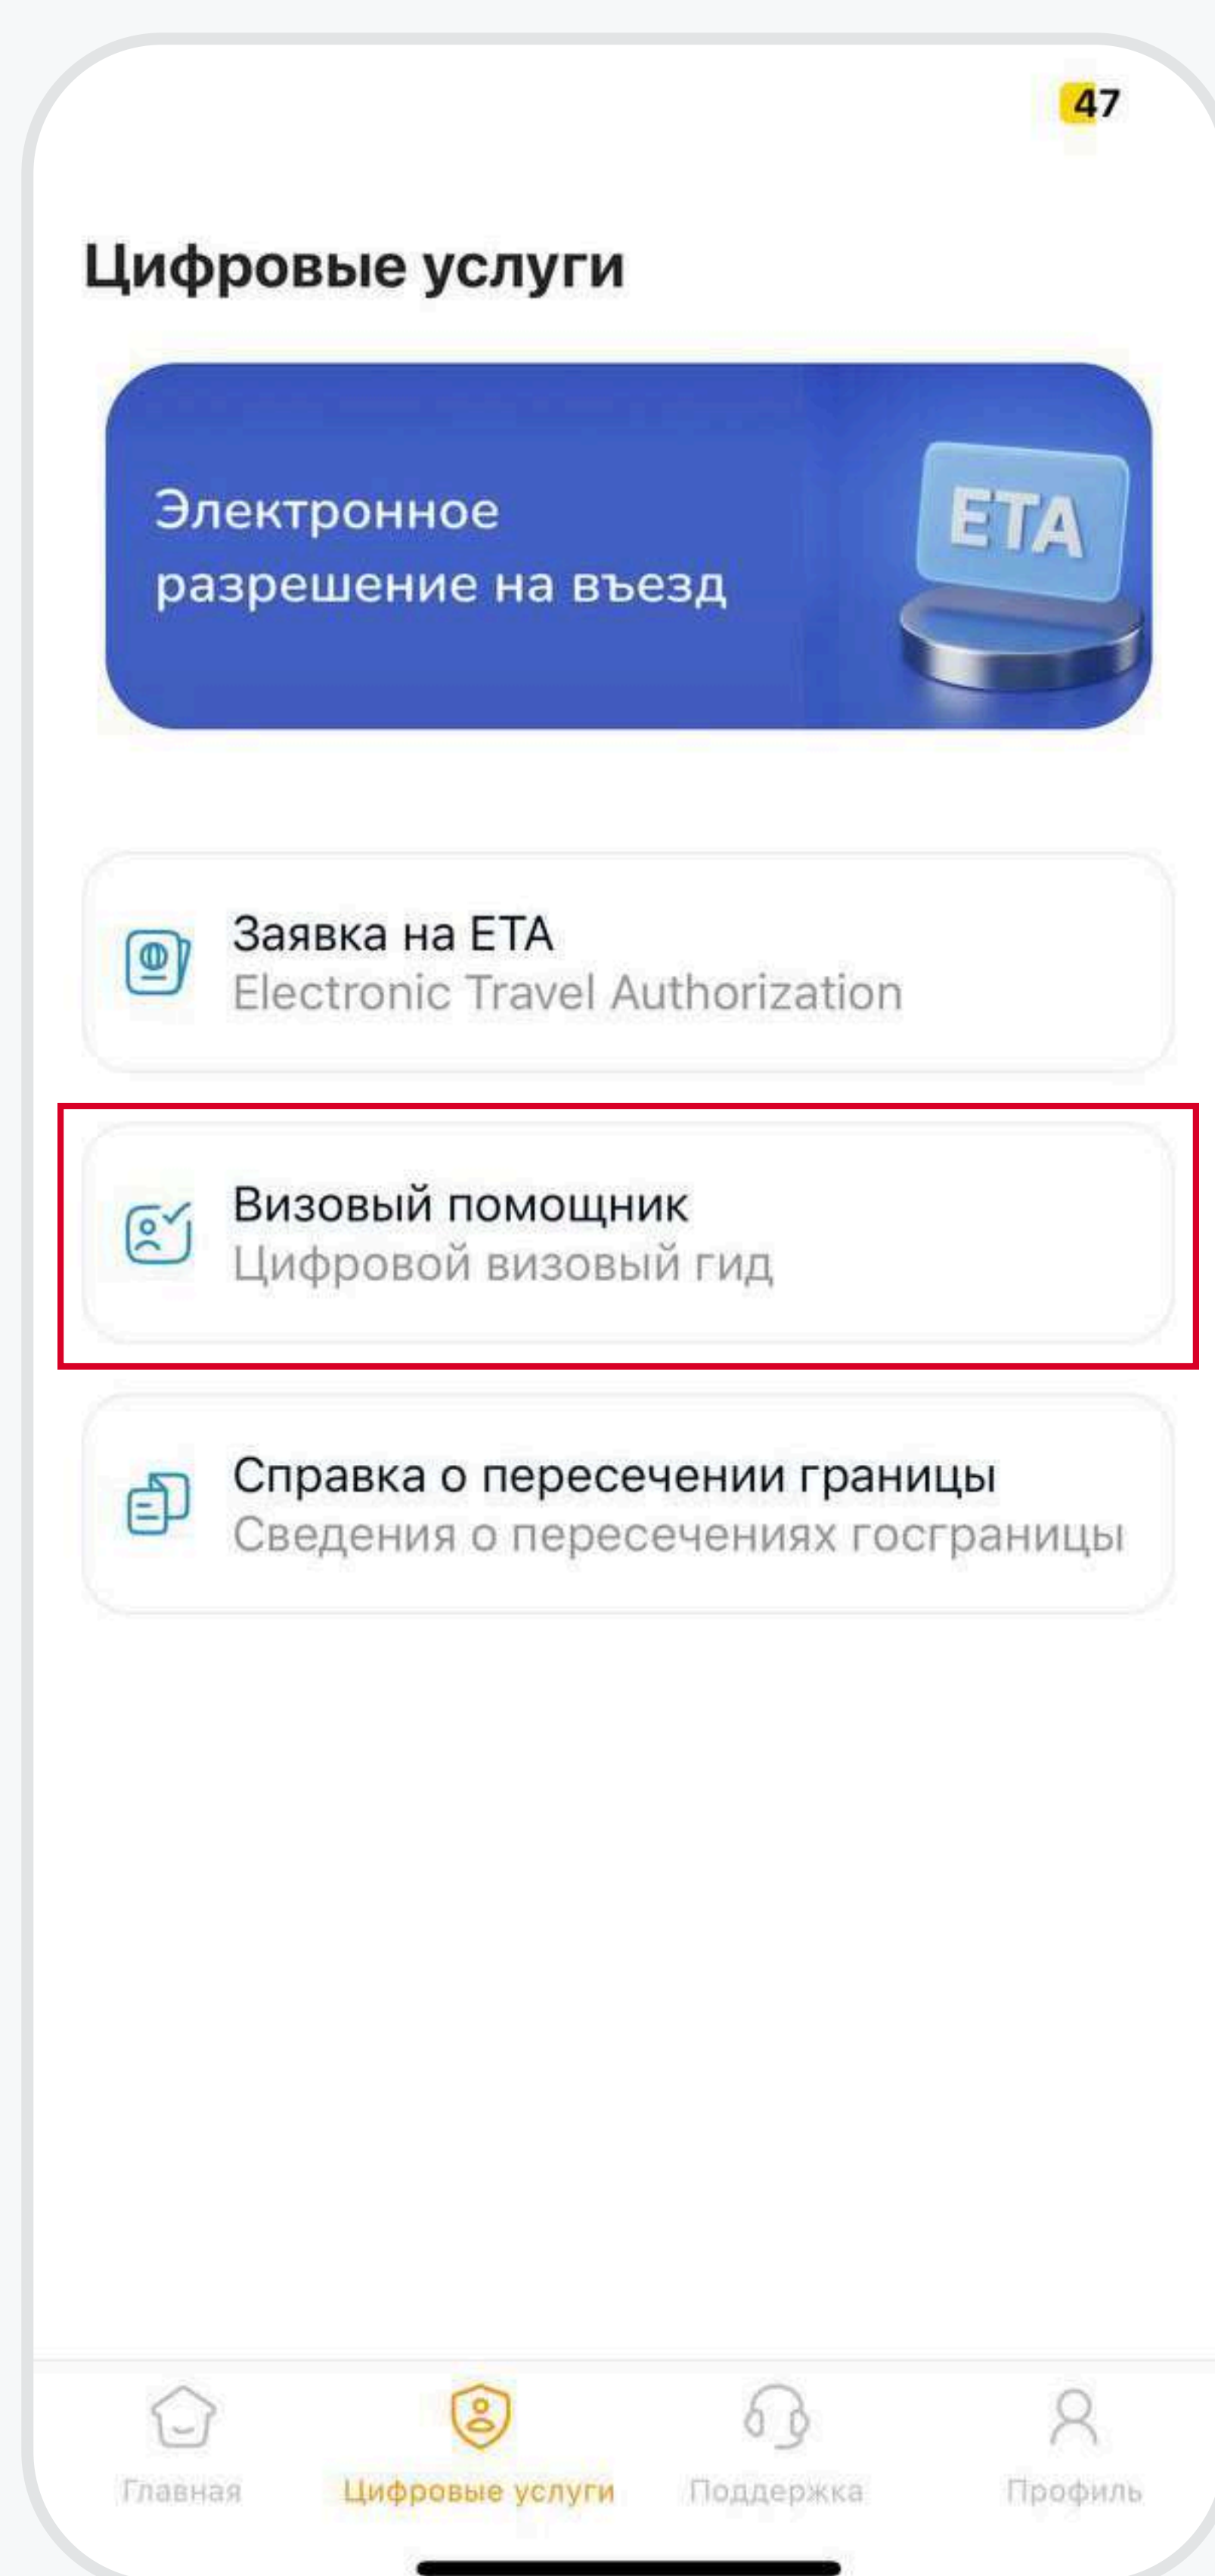 47
Цифровые услуги
Электронное
разрешение на въезд
ETA
Заявка на ETA
Electronic Travel Authorization
Визовый помощник
Цифровой визовый гид
Справка о пересечении границы
Сведения о пересечениях госграницы
Главная
Цифровые услуги
Поддержка
Профиль